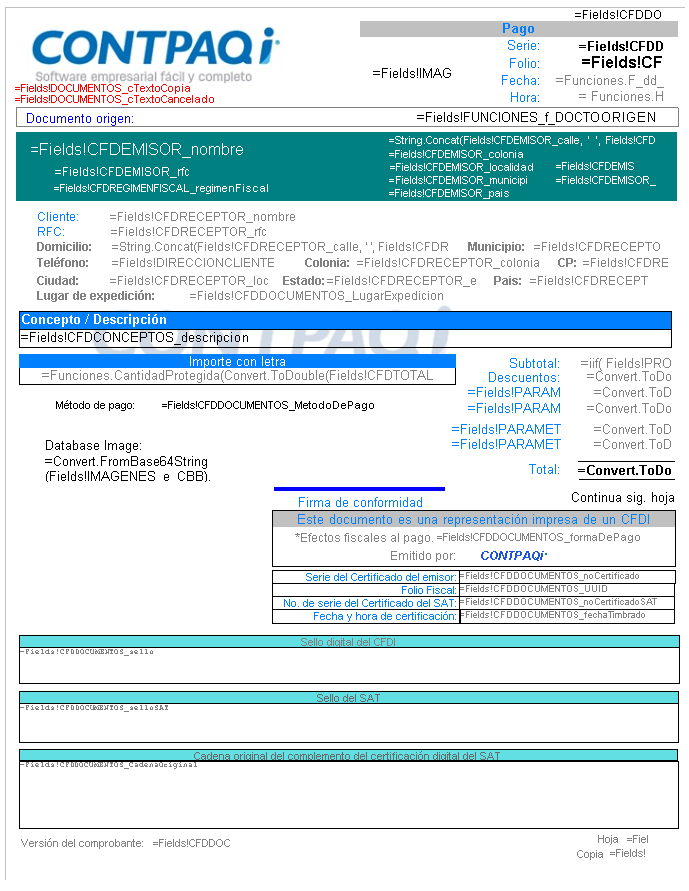 =Fields!CFDDO
CONTPAQi
Software empresarial fácil y completo
Pago
Serie: =Fields!CFDD
=Fields!IMAG
Folio: =Fields!CF
Fecha: =Funciones.F_dd_
Hora: = Funciones.H
=Fields!DOCUMENTOS_cTextoCopia
=Fields!DOCUMENTOS_cTextoCancelado
Documento origen: =Fields!FUNCIONES_f_DOCTOORIGEN
=Fields!CFDEMISOR_nombre
=Fields!CFDEMISOR_rfc
=Fields!CFDREGIMENFISCAL_regimenFiscal
=String.Concat(Fields!CFDEMISOR_calle, ' ', Fields!CFD
=Fields!CFDEMISOR_colonia
=Fields!CFDEMISOR_localidad =Fields!CFDEMIS
=Fields!CFDEMISOR_municipi =Fields!CFDEMISOR_
=Fields!CFDEMISOR_pais
Cliente: =Fields!CFDRECEPTOR_nombre
RFC: =Fields!CFDRECEPTOR_rfc
Domicilio: =String.Concat(Fields!CFDRECEPTOR_calle, ' ', Fields!CFDR Municipio: =Fields!CFDRECEPTO
Teléfono: =Fields!DIRECCIONCLIENTE Colonia: =Fields!CFDRECEPTOR_colonia CP: =Fields!CFDRE
Ciudad: =Fields!CFDRECEPTOR_loc Estado: =Fields!CFDRECEPTOR_e Pais: =Fields!CFDRECEPT
Lugar de expedición: =Fields!CFDDOCUMENTOS_LugarExpedicion
Concepto / Descripción
=Fields!CFDCONCEPTOS_descripcion
CONTPAQi
Importe con letra
=Funciones.CantidadProtegida(Convert.ToDouble(Fields!CFDTOTAL
Subtotal: =iif( Fields!PRO
Descuentos: =Convert.ToDo
=Fields!PARAM =Convert.ToD
=Fields!PARAM =Convert.ToD
=Fields!PARAMET =Convert.ToD
=Fields!PARAMET =Convert.ToD
Total: =Convert.ToDo
Método de pago: =Fields!CFDDOCUMENTOS_MetodoDePago
Database Image:
=Convert.FromBase64String
(Fields!IMAGENES_e_CBB).
Continua sig. hoja
Firma de conformidad
Este documento es una representación impresa de un CFDI
*Efectos fiscales al pago. =Fields!CFDDOCUMENTOS_formaDePago
Emitido por: CONTPAQi
Serie del Certificado del emisor: =Fields!CFDDOCUMENTOS_noCertificado
Folio Fiscal: =Fields!CFDDOCUMENTOS_UUID
No. de serie del Certificado del SAT: =Fields!CFDDOCUMENTOS_noCertificadoSAT
Fecha y hora de certificación: =Fields!CFDDOCUMENTOS_fechaTimbrado
Sello digital del CFDI
=Fields!CFDDOCUMENTOS_sello
Sello del SAT
=Fields!CFDDOCUMENTOS_selloSAT
Cadena original del complemento del certificación digital del SAT
=Fields!CFDDOCUMENTOS_CadenaOriginal
Versión del comprobante: =Fields!CFDDOC
Hoja =Fiel
Copia =Fields!